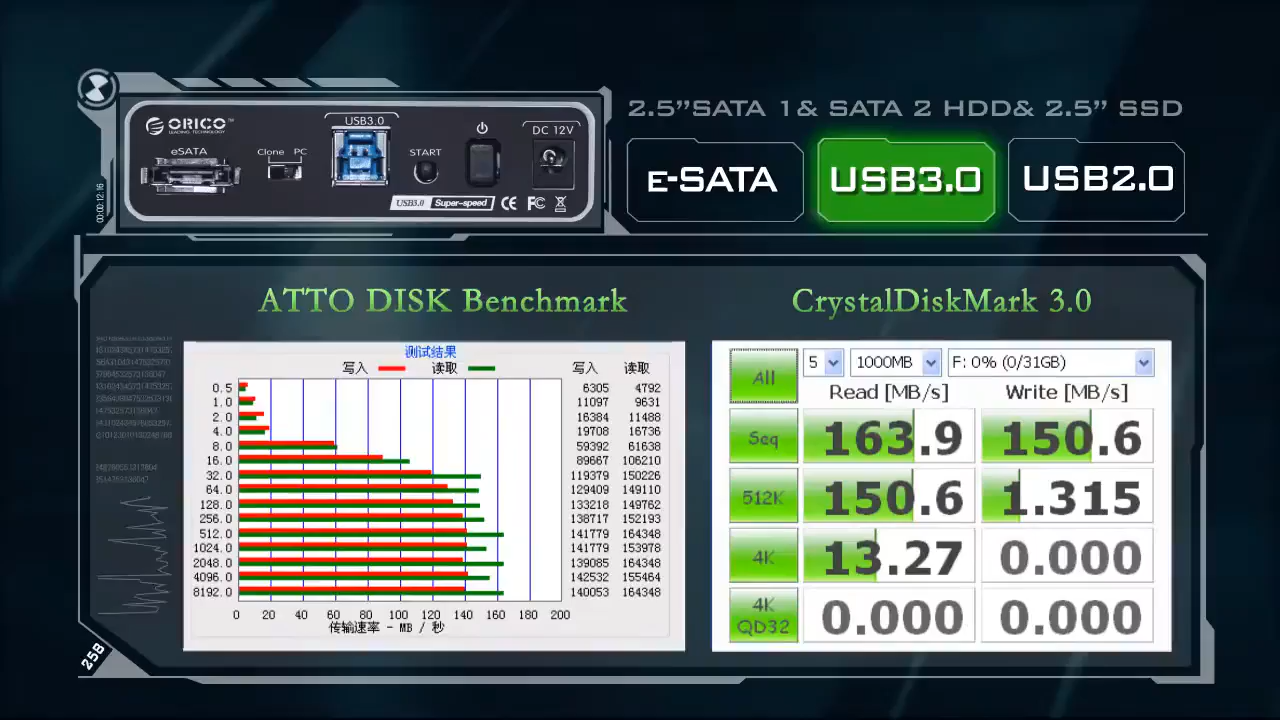 ORICO
LEADING TECHNOLOGY
eSATA
Clone PC
USB3.0
START
DC 12V
USB3.0 Super-speed CE FC
00:00:12:16
2.5”SATA 1& SATA 2 HDD& 2.5” SSD
E-SATA
USB3.0
USB2.0
ATTO DISK Benchmark
测试结果
写入 读取 写入 读取
0.5 6305 4792
1.0 11097 9631
2.0 16384 11488
4.0 19708 16736
8.0 59392 61638
16.0 89667 106210
32.0 119379 150226
64.0 129409 149110
128.0 133218 149762
256.0 138717 152193
512.0 141779 164348
1024.0 141779 153978
2048.0 139085 164348
4096.0 142532 155464
8192.0 140053 164348
0 20 40 60 80 100 120 140 160 180 200
传输速率 - MB / 秒
CrystalDiskMark 3.0
All 5 1000MB F: 0% (0/31GB)
Read [MB/s] Write [MB/s]
Seq 163.9 150.6
512K 150.6 1.315
4K 13.27 0.000
4K
QD32 0.000 0.000
25B